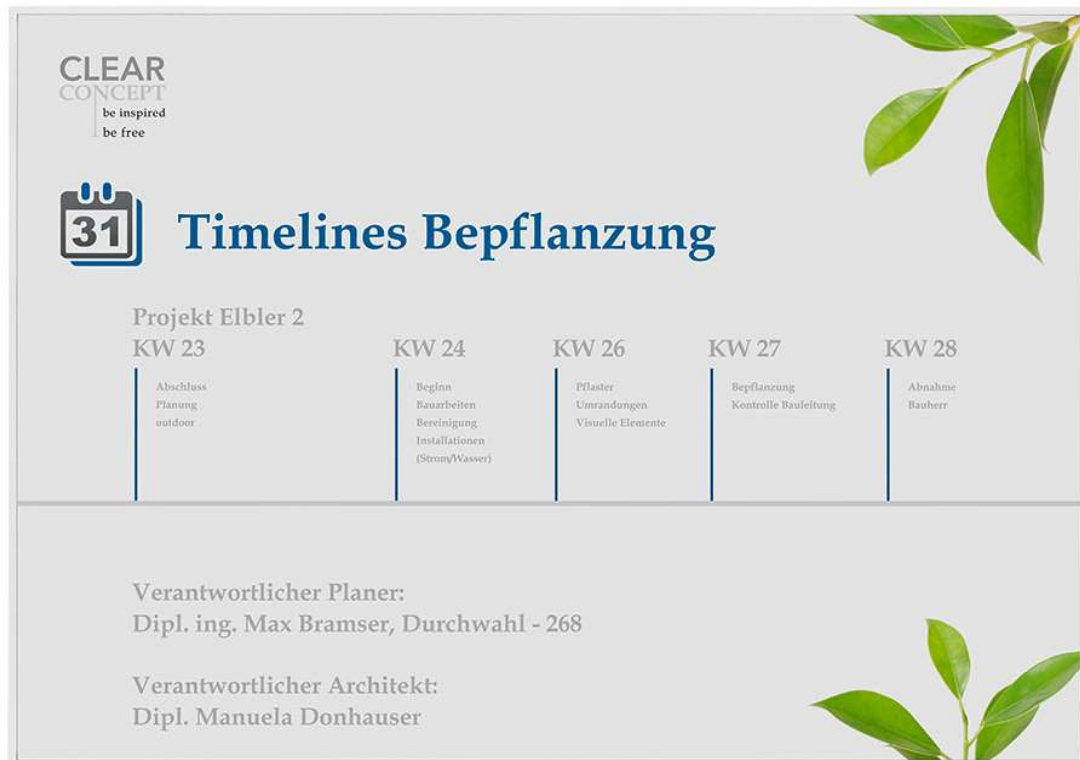 CLEAR
CONCEPT
be inspired
be free
31
Timelines Bepflanzung
Projekt Elbler 2
KW 23
Abschluss
Planung
outdoor
KW 24
Beginn
Bauarbeiten
Bereinigung
Installationen
(Strom/Wasser)
KW 26
Pflaster
Umrandungen
Visuelle Elemente
KW 27
Bepflanzung
Kontrolle Bauleitung
KW 28
Abnahme
Bauherr
Verantwortlicher Planer:
Dipl. ing. Max Bramser, Durchwahl - 268
Verantwortlicher Architekt:
Dipl. Manuela Donhauser